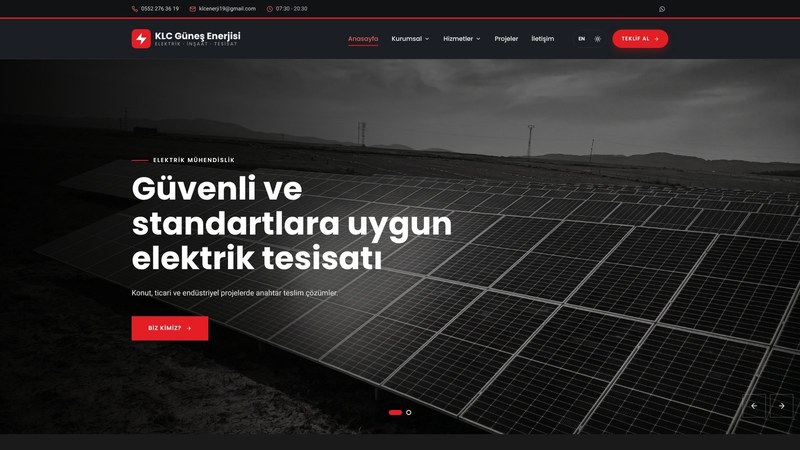 0552 276 36 19
klcenerji19@gmail.com
07:30 - 20:30
KLC Güneş Enerjisi
ELEKTRİK · İNŞAAT · TESİSAT
Anasayfa
Kurumsal
Hizmetler
Projeler
İletişim
EN
TEKLİF AL
ELEKTRİK MÜHENDİSLİK
Güvenli ve
standartlara uygun
elektrik tesisatı
Konut, ticari ve endüstriyel projelerde anahtar teslim çözümler.
BİZ KİMİZ?